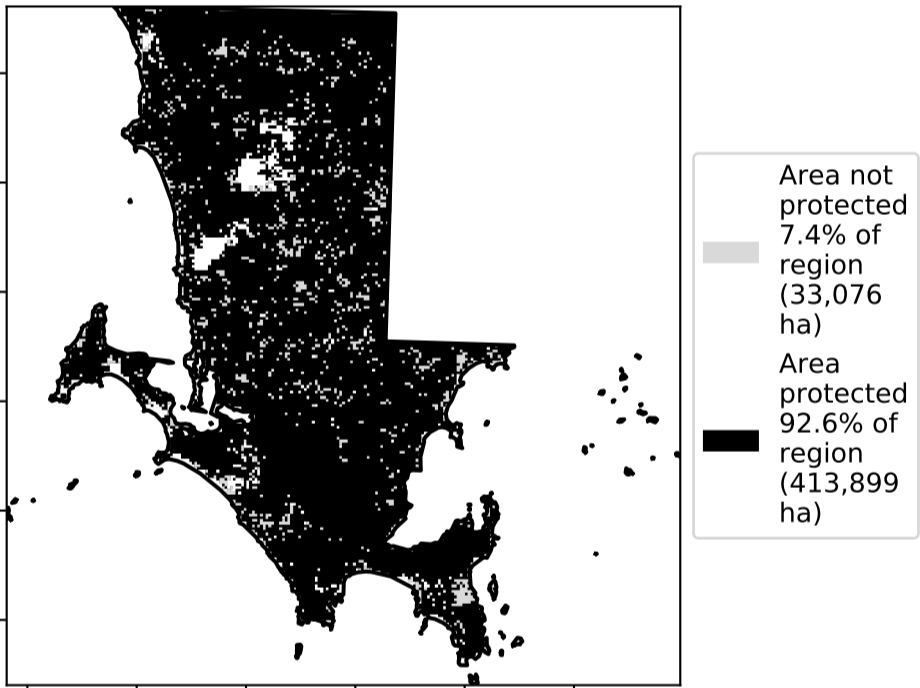 Area not
protected
7.4% of
region
(33,076
ha)
Area
protected
92.6% of
region
(413,899
ha)